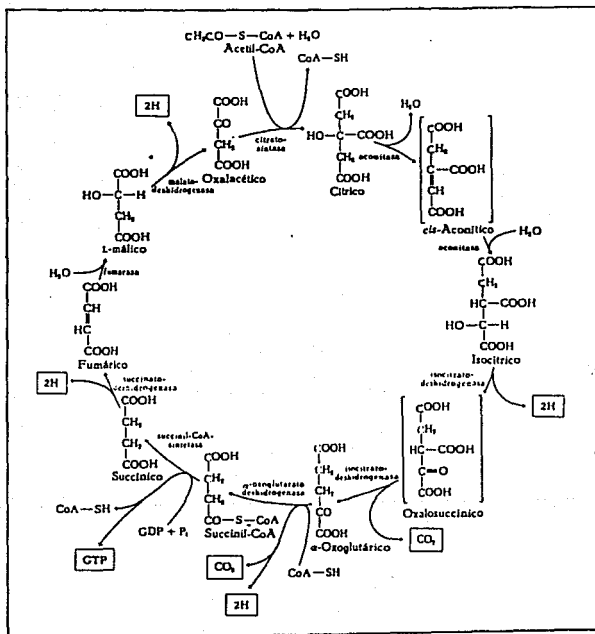 CH₃CO—S—CoA + H₂O
Acetil-CoA
CoA—SH
2H
COOH
CO
CH₂
COOH
Oxalacético
citrato-
sintasa
COOH
CH₂
HO—C—COOH
CH₂
COOH
Cítrico
H₂O
aconitasa
COOH
CH₂
C—COOH
CH
COOH
cis-Aconítico
aconitasa
H₂O
COOH
CH₂
HC—COOH
HO—C—H
COOH
Isocítrico
isocitrato-
deshidrogenasa
2H
COOH
CH₂
HC—COOH
C=O
COOH
Oxalosuccínico
isocitrato-
deshidrogenasa
CO₂
COOH
CH₂
CH₂
CO
COOH
α-Oxoglutárico
α-oxoglutarato
deshidrogenasa
CoA—SH
CO₂
2H
COOH
CH₂
CH₂
CO—S—CoA
Succinil-CoA
succinil-CoA-
sintetasa
GDP + Pᵢ
CoA—SH
GTP
COOH
CH₂
CH₂
COOH
Succínico
succinato-
deshidrogenasa
2H
COOH
CH
HC
COOH
Fumárico
H₂O
fumarasa
COOH
HO—C—H
CH₂
COOH
L-málico
malato-
deshidrogenasa